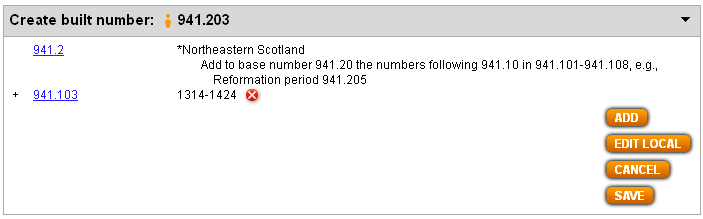 Create built number: 941.203
941.2 *Northeastern Scotland
Add to base number 941.20 the numbers following 941.10 in 941.101-941.108, e.g.,
Reformation period 941.205
+ 941.103 1314-1424
ADD
EDIT LOCAL
CANCEL
SAVE